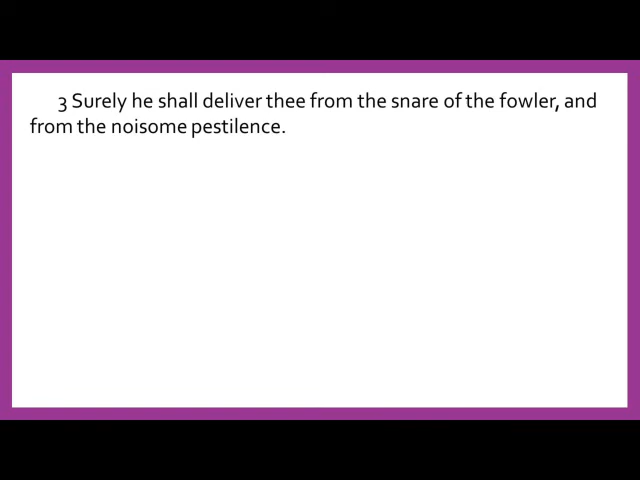 3 Surely he shall deliver thee from the snare of the fowler, and
from the noisome pestilence.